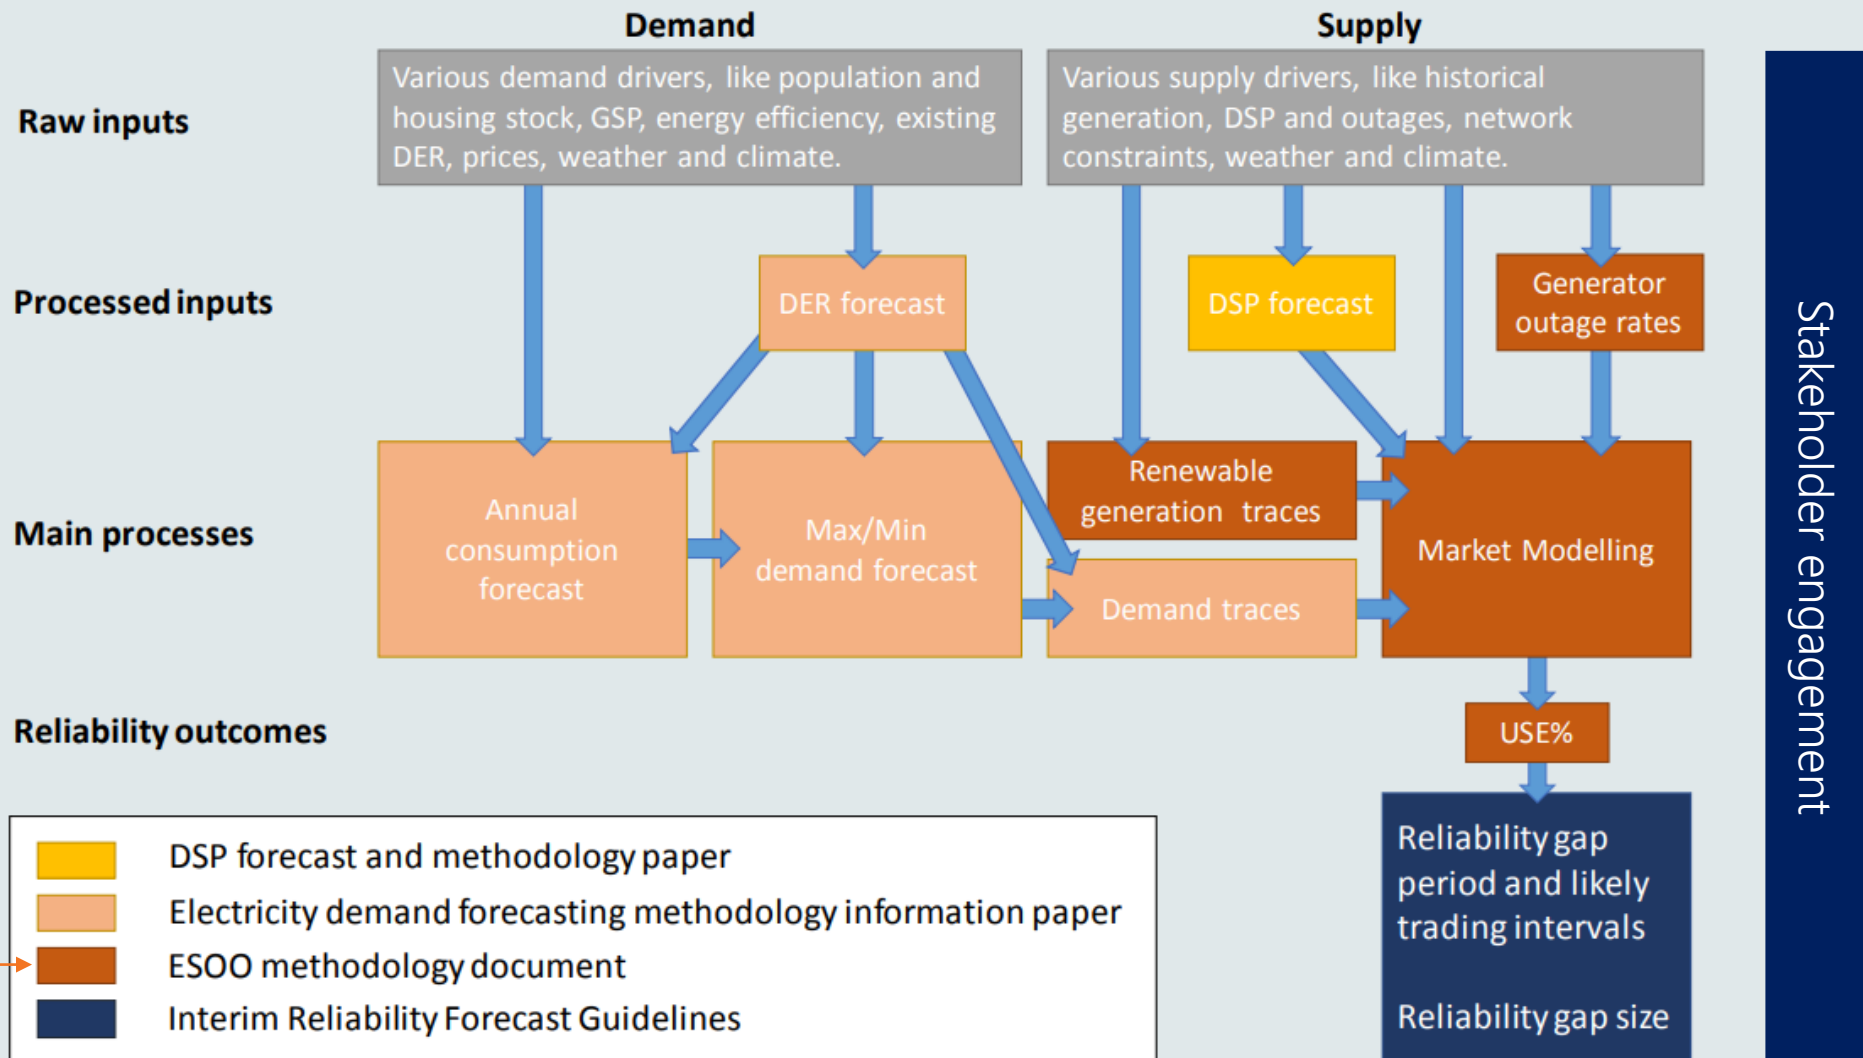 Demand
Supply
Raw inputs
Various demand drivers, like population and
housing stock, GSP, energy efficiency, existing
DER, prices, weather and climate.
Various supply drivers, like historical
generation, DSP and outages, network
constraints, weather and climate.
Processed inputs
DER forecast
DSP forecast
Generator
outage rates
Main processes
Annual
consumption
forecast
Max/Min
demand forecast
Renewable
generation traces
Demand traces
Market Modelling
Reliability outcomes
USE%
Reliability gap
period and likely
trading intervals
Reliability gap size
DSP forecast and methodology paper
Electricity demand forecasting methodology information paper
ESOO methodology document
Interim Reliability Forecast Guidelines
Stakeholder engagement